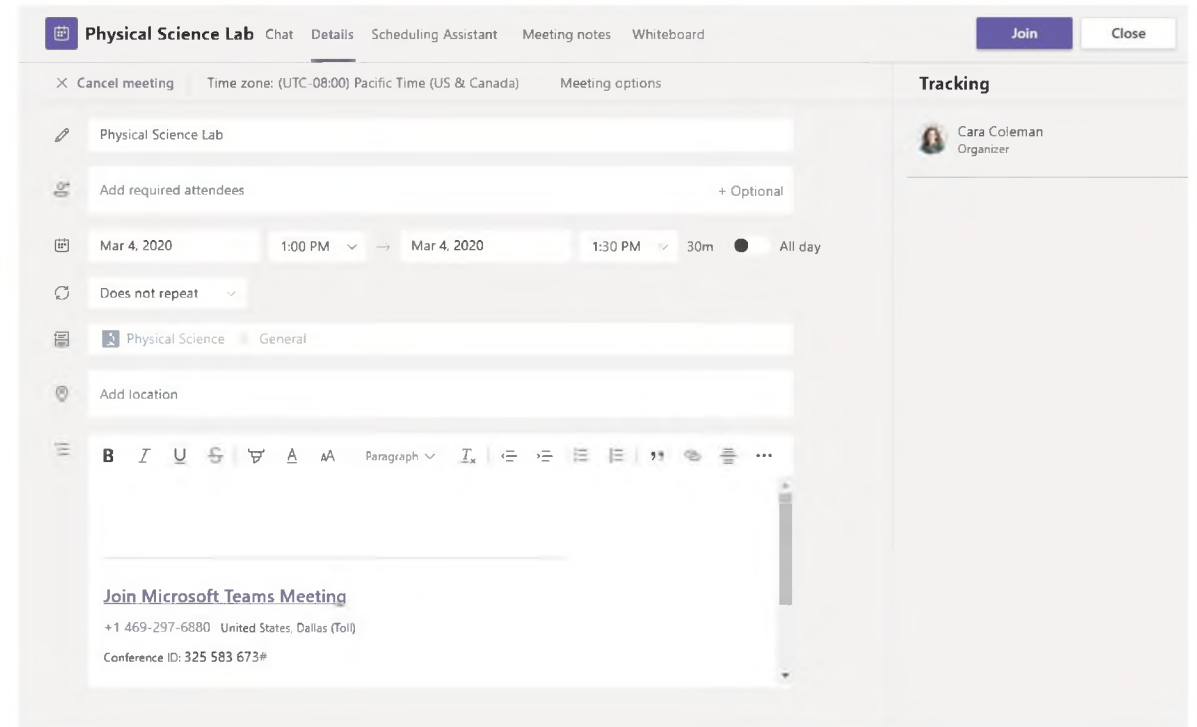 Physical Science Lab Chat Details Scheduling Assistant Meeting notes Whiteboard Join Close
Cancel meeting Time zone: (UTC-08:00) Pacific Time (US & Canada) Meeting options
Tracking
Physical Science Lab
Cara Coleman
Organizer
Add required attendees + Optional
Mar 4, 2020 1:00 PM → Mar 4, 2020 1:30 PM 30m All day
Does not repeat
Physical Science General
Add location
B I U S A AA Paragraph Tx
Join Microsoft Teams Meeting
+1 469-297-6880 United States, Dallas (Toll)
Conference ID: 325 583 673#